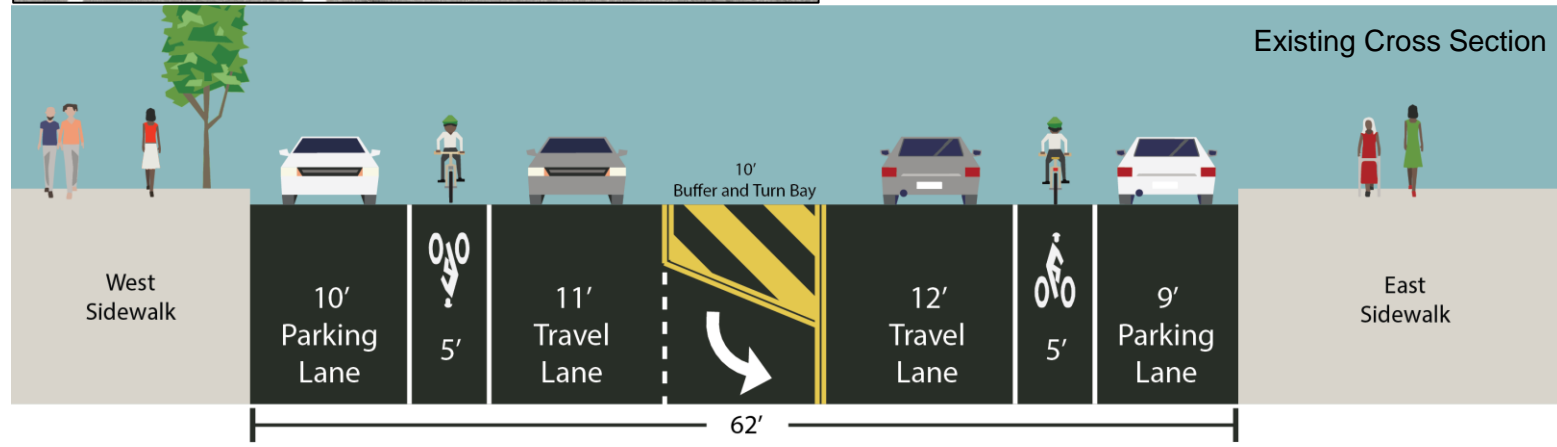 Existing Cross Section
10’
Buffer and Turn Bay
West
Sidewalk
10’
Parking
Lane
5’
11’
Travel
Lane
12’
Travel
Lane
5’
9’
Parking
Lane
East
Sidewalk
62’